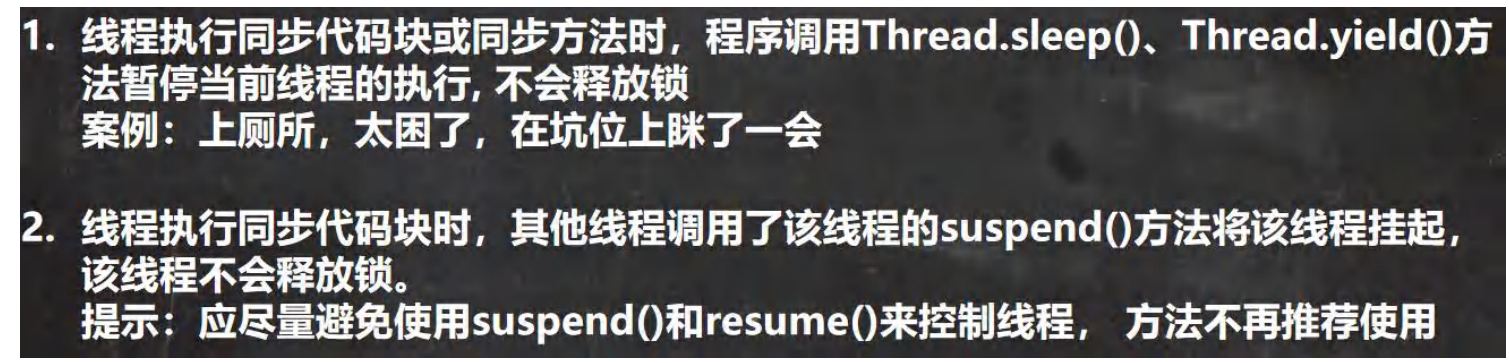 1. 线程执行同步代码块或同步方法时，程序调用Thread.sleep()、Thread.yield()方
法暂停当前线程的执行, 不会释放锁
案例：上厕所，太困了，在坑位上眯了一会
2. 线程执行同步代码块时，其他线程调用了该线程的suspend()方法将该线程挂起，
该线程不会释放锁。
提示：应尽量避免使用suspend()和resume()来控制线程， 方法不再推荐使用